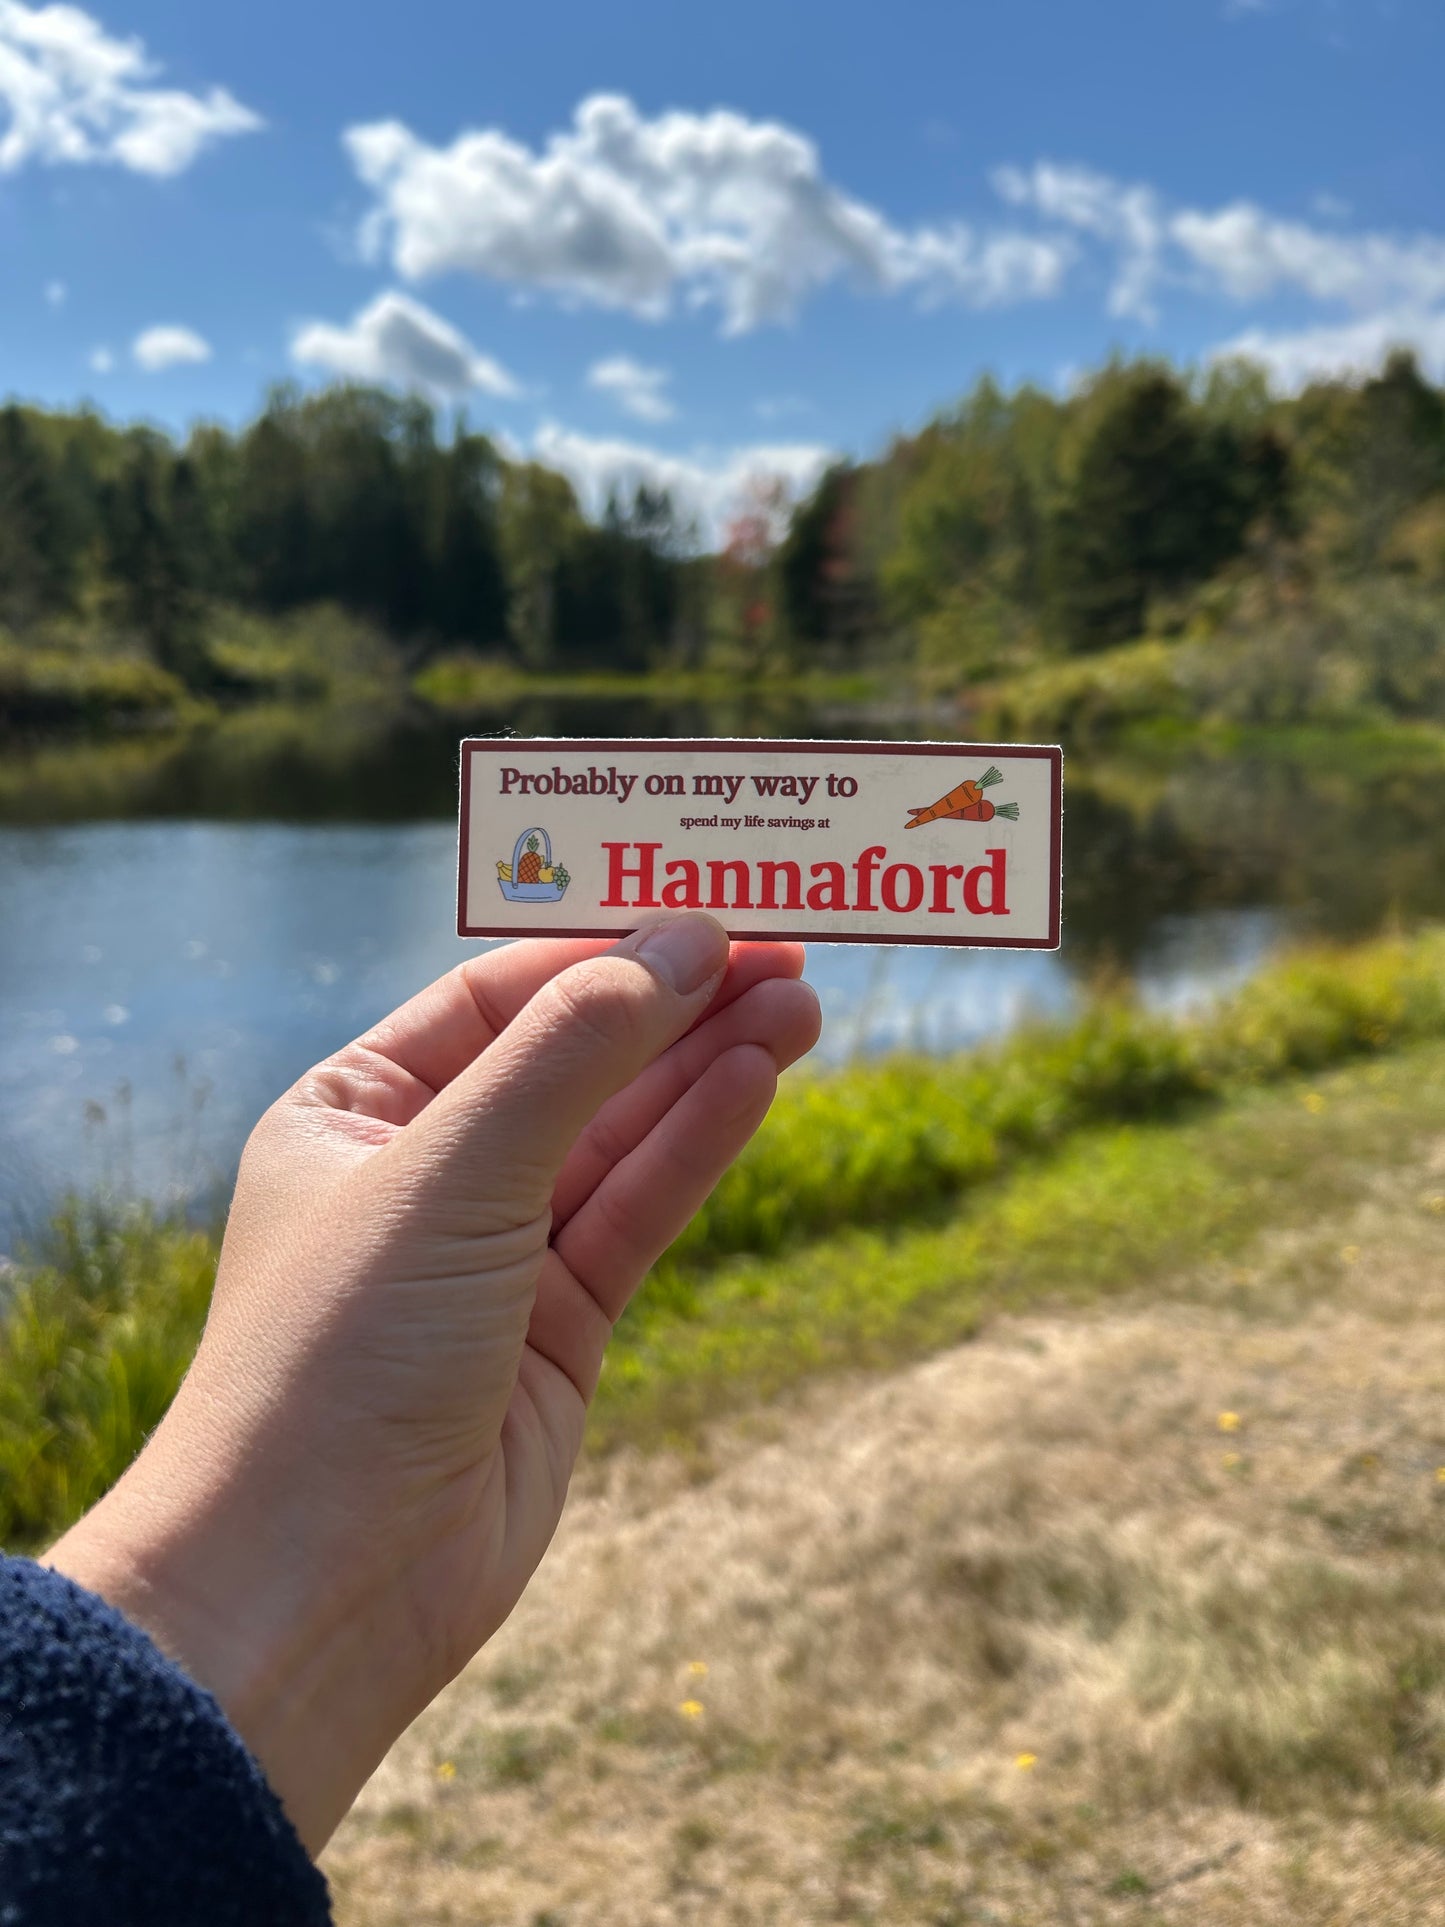 Probably on my way to
spend my life savings at
Hannaford